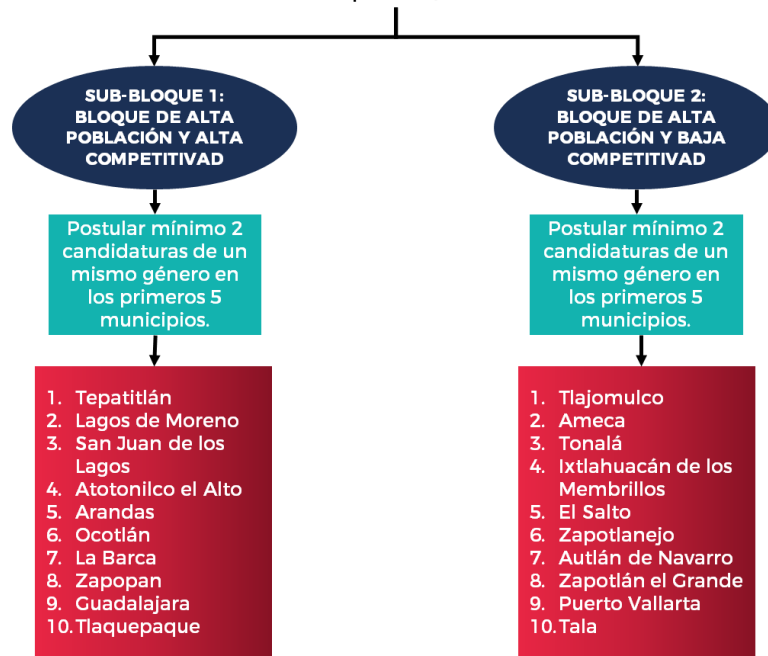 SUB-BLOQUE 1:
BLOQUE DE ALTA
POBLACIÓN Y ALTA
COMPETITIVAD
Postular mínimo 2
candidaturas de un
mismo género en
los primeros 5
municipios.
1. Tepatitlán
2. Lagos de Moreno
3. San Juan de los
Lagos
4. Atotonilco el Alto
5. Arandas
6. Ocotlán
7. La Barca
8. Zapopan
9. Guadalajara
10. Tlaquepaque
SUB-BLOQUE 2:
BLOQUE DE ALTA
POBLACIÓN Y BAJA
COMPETITIVAD
Postular mínimo 2
candidaturas de un
mismo género en
los primeros 5
municipios.
1. Tlajomulco
2. Ameca
3. Tonalá
4. Ixtlahuacán de los
Membrillos
5. El Salto
6. Zapotlanejo
7. Autlán de Navarro
8. Zapotlán el Grande
9. Puerto Vallarta
10. Tala